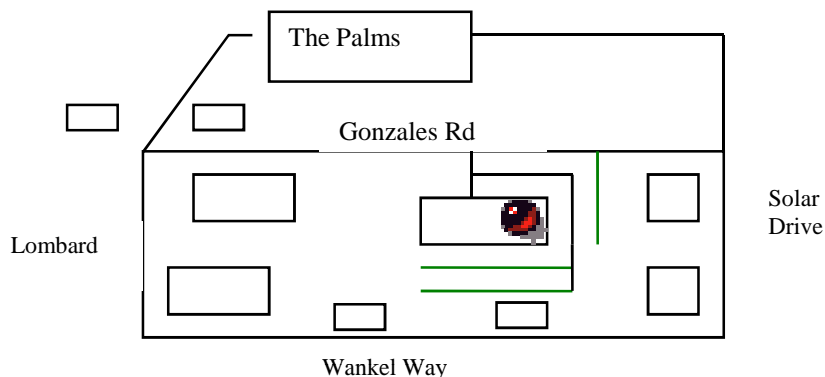 The Palms
Gonzales Rd
Solar
Drive
Lombard
Wankel Way